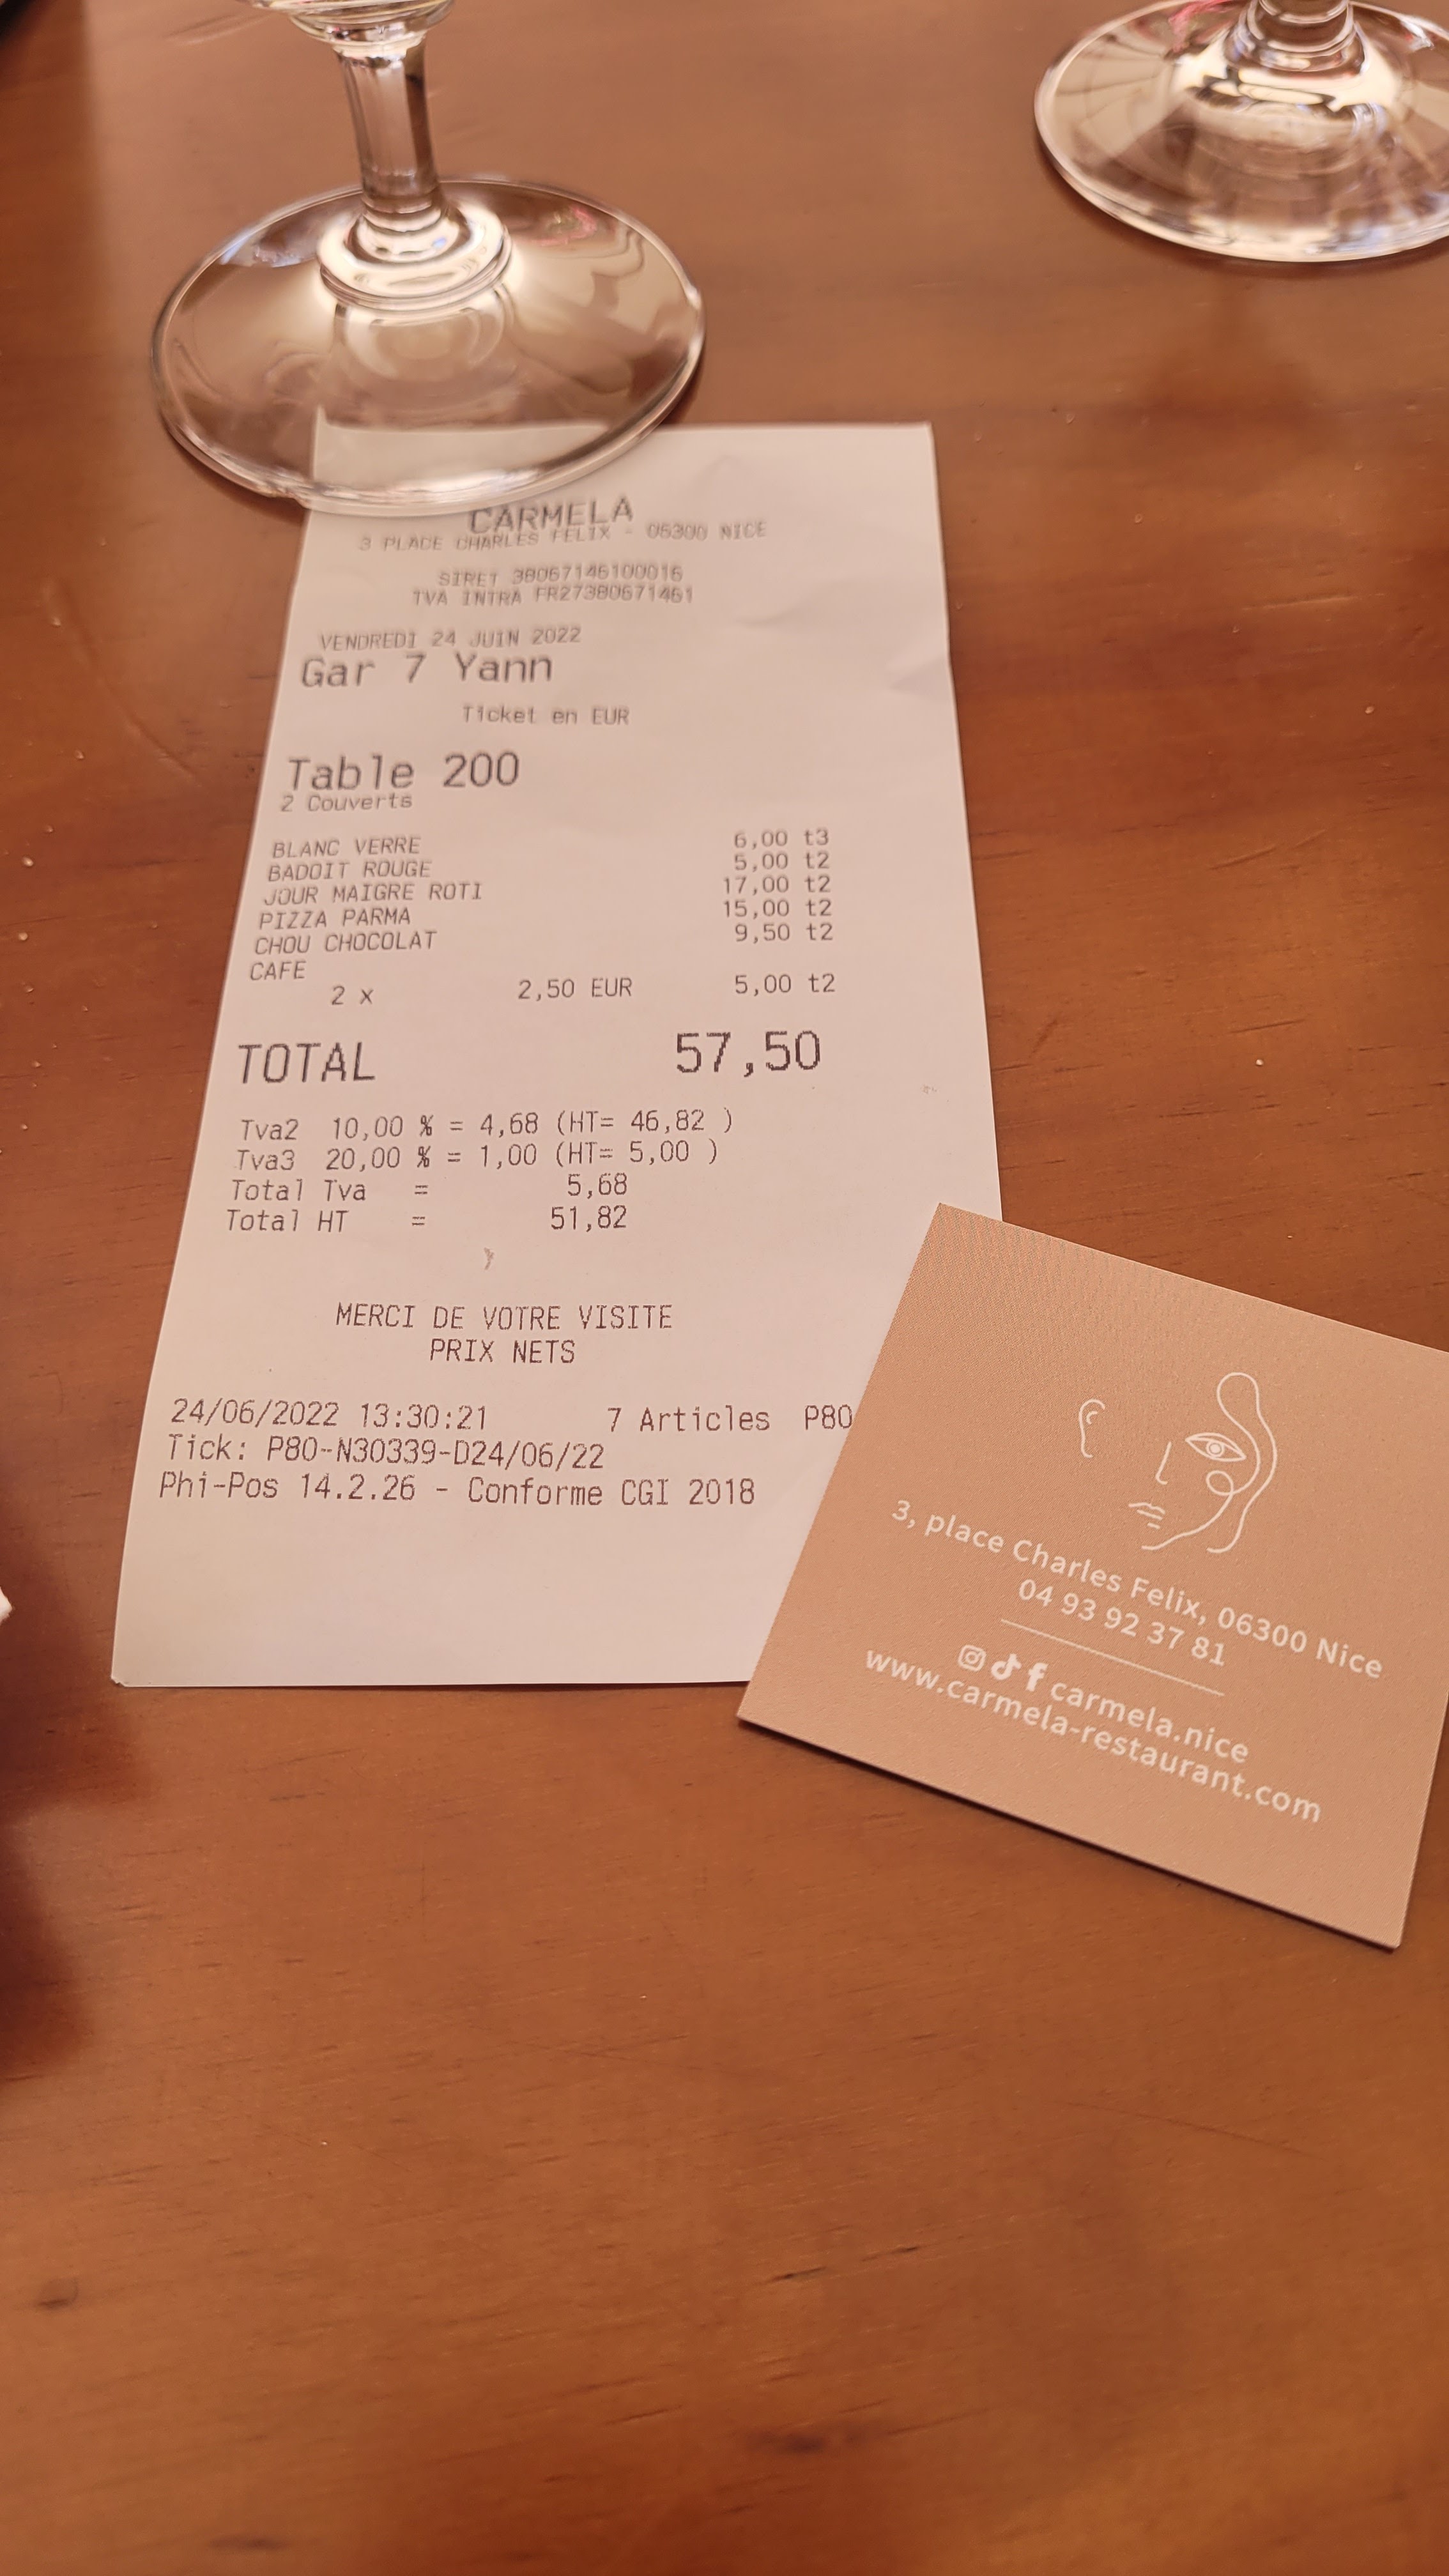 CARMELA
3 PLACE CHARLES FELIX - 06300 NICE
SIRET 38067146100016
TVA INTRA FR27380671461
VENDREDI 24 JUIN 2022
Gar 7 Yann
Ticket en EUR
Table 200
2 Couverts
BLANC VERRE 6,00 t3
BADOIT ROUGE 5,00 t2
JOUR MAIGRE ROTI 17,00 t2
PIZZA PARMA 15,00 t2
CHOU CHOCOLAT 9,50 t2
CAFE
2 x 2,50 EUR 5,00 t2
TOTAL 57,50
Tva2 10,00 % = 4,68 (HT= 46,82 )
Tva3 20,00 % = 1,00 (HT= 5,00 )
Total Tva = 5,68
Total HT = 51,82
MERCI DE VOTRE VISITE
PRIX NETS
24/06/2022 13:30:21 7 Articles P80
Tick: P80-N30339-D24/06/22
Phi-Pos 14.2.26 - Conforme CGI 2018
3, place Charles Felix, 06300 Nice
04 93 92 37 81
carmela.nice
www.carmela-restaurant.com